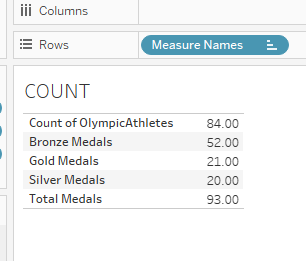 Columns
Rows
Measure Names
COUNT
Count of OlympicAthletes 84.00
Bronze Medals 52.00
Gold Medals 21.00
Silver Medals 20.00
Total Medals 93.00